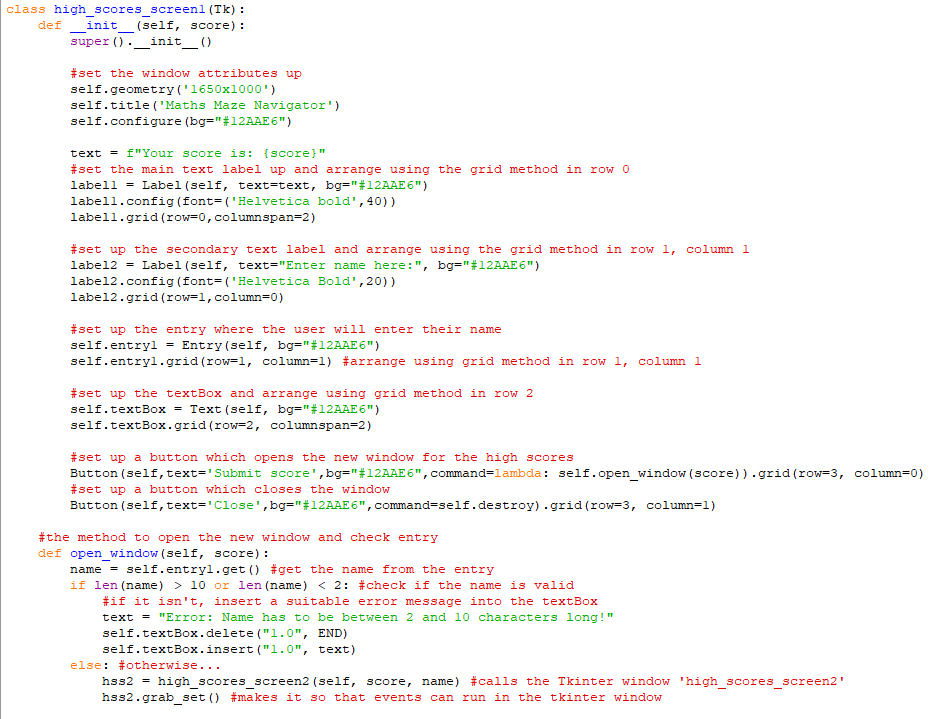 class high_scores_screen1(Tk):
    def __init__(self, score):
        super().__init__()

        #set the window attributes up
        self.geometry('1650x1000')
        self.title('Maths Maze Navigator')
        self.configure(bg="#12AAE6")

        text = f"Your score is: {score}"
        #set the main text label up and arrange using the grid method in row 0
        label1 = Label(self, text=text, bg="#12AAE6")
        label1.config(font=('Helvetica bold',40))
        label1.grid(row=0,columnspan=2)

        #set up the secondary text label and arrange using the grid method in row 1, column 1
        label2 = Label(self, text="Enter name here:", bg="#12AAE6")
        label2.config(font=('Helvetica Bold',20))
        label2.grid(row=1,column=0)

        #set up the entry where the user will enter their name
        self.entry1 = Entry(self, bg="#12AAE6")
        self.entry1.grid(row=1, column=1) #arrange using grid method in row 1, column 1

        #set up the textBox and arrange using grid method in row 2
        self.textBox = Text(self, bg="#12AAE6")
        self.textBox.grid(row=2, columnspan=2)

        #set up a button which opens the new window for the high scores
        Button(self,text='Submit score',bg="#12AAE6",command=lambda: self.open_window(score)).grid(row=3, column=0)
        #set up a button which closes the window
        Button(self,text='Close',bg="#12AAE6",command=self.destroy).grid(row=3, column=1)

    #the method to open the new window and check entry
    def open_window(self, score):
        name = self.entry1.get() #get the name from the entry
        if len(name) > 10 or len(name) < 2: #check if the name is valid
            #if it isn't, insert a suitable error message into the textBox
            text = "Error: Name has to be between 2 and 10 characters long!"
            self.textBox.delete("1.0", END)
            self.textBox.insert("1.0", text)
        else: #otherwise...
            hss2 = high_scores_screen2(self, score, name) #calls the Tkinter window 'high_scores_screen2'
            hss2.grab_set() #makes it so that events can run in the tkinter window